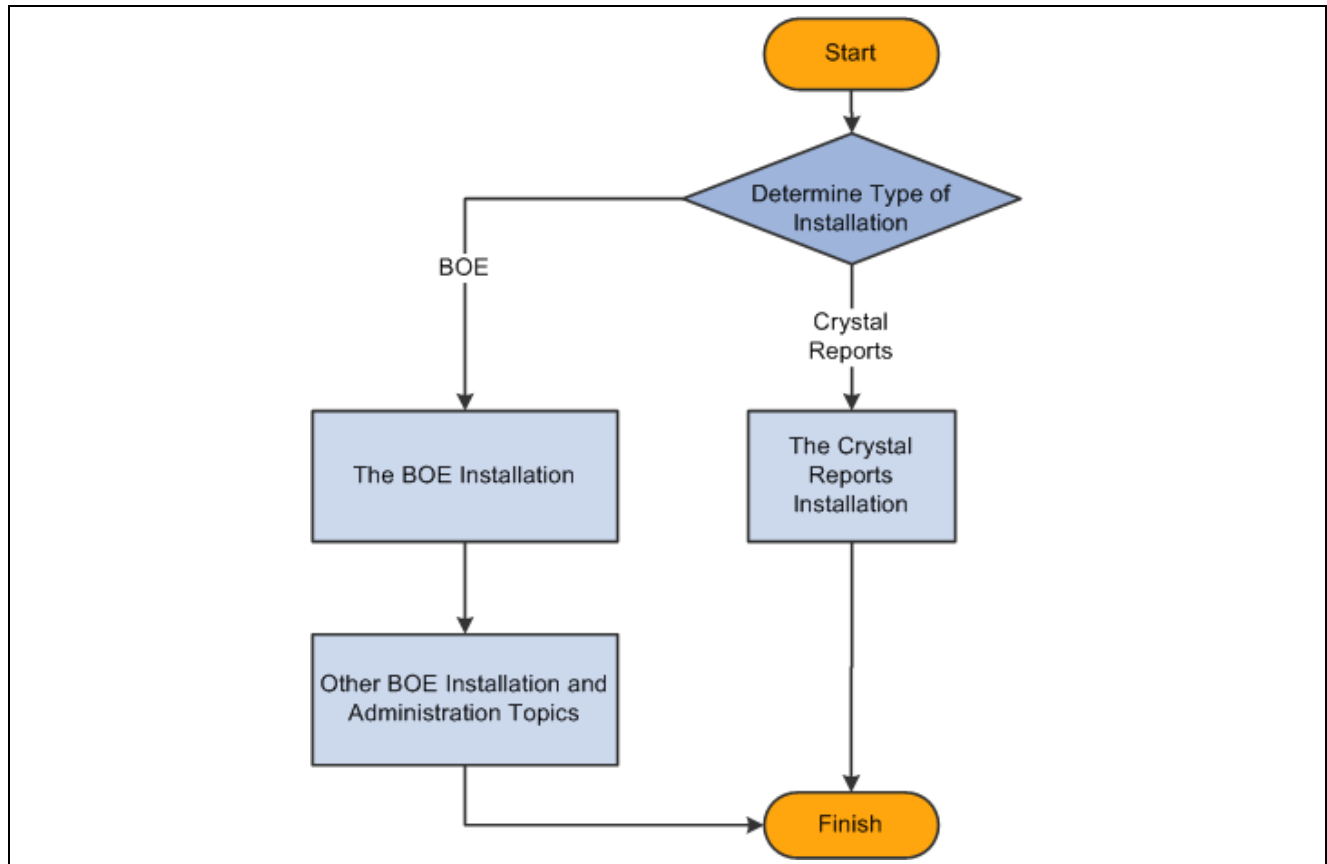 Start
Determine Type of
Installation
BOE
Crystal
Reports
The BOE Installation
The Crystal
Reports
Installation
Other BOE Installation and
Administration Topics
Finish